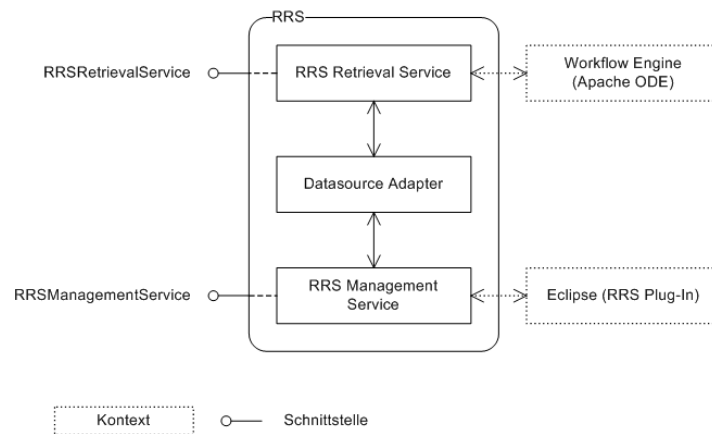 RRS
RRSRetrievalService
RRS Retrieval Service
Workflow Engine
(Apache ODE)
Datasource Adapter
RRSManagementService
RRS Management
Service
Eclipse (RRS Plug-In)
Kontext
Schnittstelle